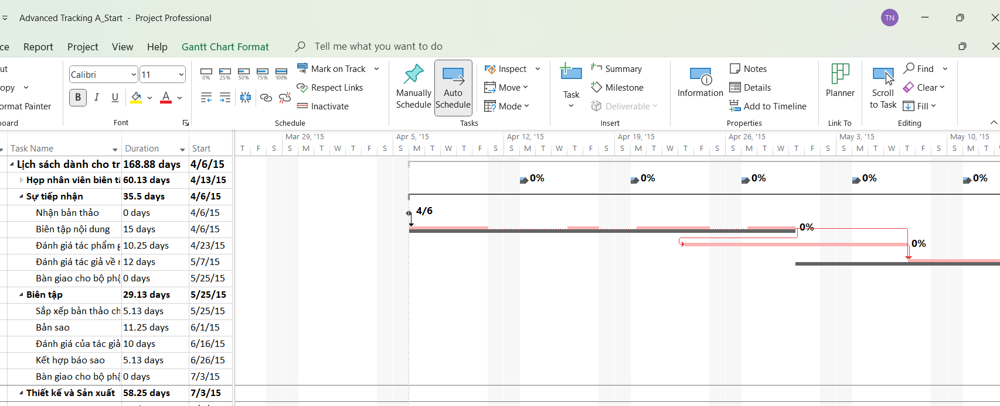 Advanced Tracking A_Start - Project Professional
TN
ce Report Project View Help Gantt Chart Format Tell me what you want to do
ut
opy
ormat Painter
oard
Calibri 11
B I U A
Font
0% 25% 50% 75% 100%
Mark on Track
Respect Links
Inactivate
Schedule
Manually Schedule
Auto Schedule
Inspect
Move
Mode
Tasks
Task
Summary
Milestone
Deliverable
Insert
Information
Notes
Details
Add to Timeline
Properties
Planner
Link To
Scroll to Task
Find
Clear
Fill
Editing
Mar 29, '15 Apr 5, '15 Apr 12, '15 Apr 19, '15 Apr 26, '15 May 3, '15 May 10, '15
Task Name Duration Start
T F S S M T W T F S S M T W T F S S M T W T F S S M T W T F S S M T W T F S S M T W T F S S M T
Lịch sách dành cho tr 168.88 days 4/6/15
Họp nhân viên biên tậ 60.13 days 4/13/15 0% 0% 0% 0% 0%
Sự tiếp nhận 35.5 days 4/6/15
Nhận bản thảo 0 days 4/6/15 4/6
Biên tập nội dung 15 days 4/6/15 0%
Đánh giá tác phẩm g 10.25 days 4/23/15 0%
Đánh giá tác giả về r 12 days 5/7/15
Bàn giao cho bộ phậ 0 days 5/25/15
Biên tập 29.13 days 5/25/15
Sắp xếp bản thảo ch 5.13 days 5/25/15
Bản sao 11.25 days 6/1/15
Đánh giá của tác giả 10 days 6/16/15
Kết hợp báo sao 5.13 days 6/26/15
Bàn giao cho bộ phậ 0 days 7/3/15
Thiết kế và Sản xuất 58.25 days 7/3/15